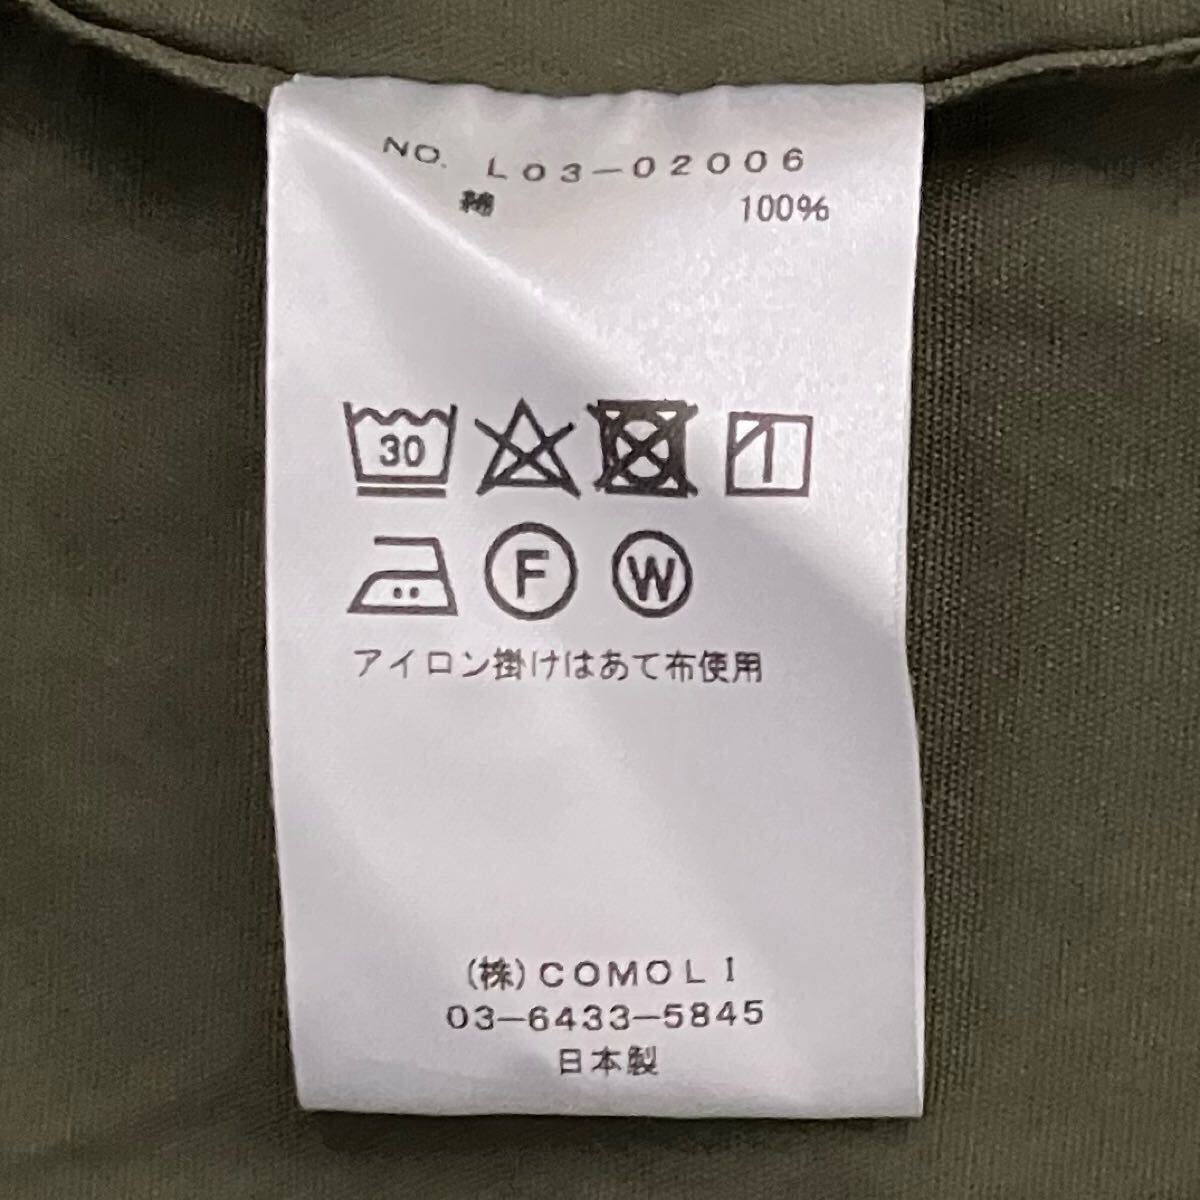 NO. L03-02006
綿 100%
30
F W
アイロン掛けはあて布使用
(株)COMOLI
03-6433-5845
日本製